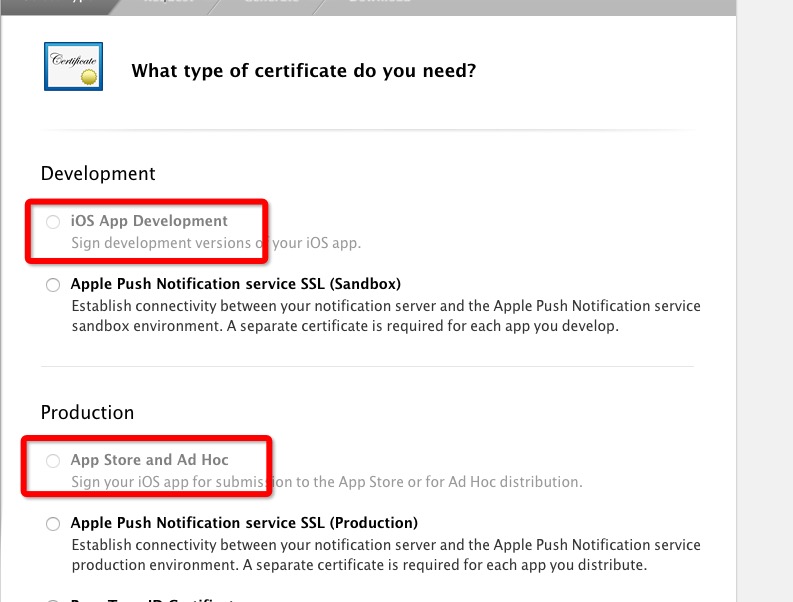 Certificate
What type of certificate do you need?
Development
iOS App Development
Sign development versions of your iOS app.
Apple Push Notification service SSL (Sandbox)
Establish connectivity between your notification server and the Apple Push Notification service
sandbox environment. A separate certificate is required for each app you develop.
Production
App Store and Ad Hoc
Sign your iOS app for submission to the App Store or for Ad Hoc distribution.
Apple Push Notification service SSL (Production)
Establish connectivity between your notification server and the Apple Push Notification service
production environment. A separate certificate is required for each app you distribute.